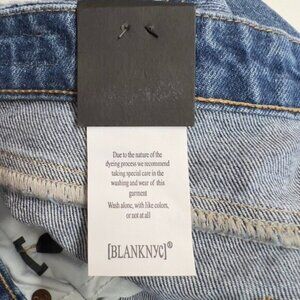 Due to the nature of the
dyeing process we recommend
taking special care in the
washing and wear of this
garment
Wash alone, with like colors,
or not at all
[BLANKNYC]®